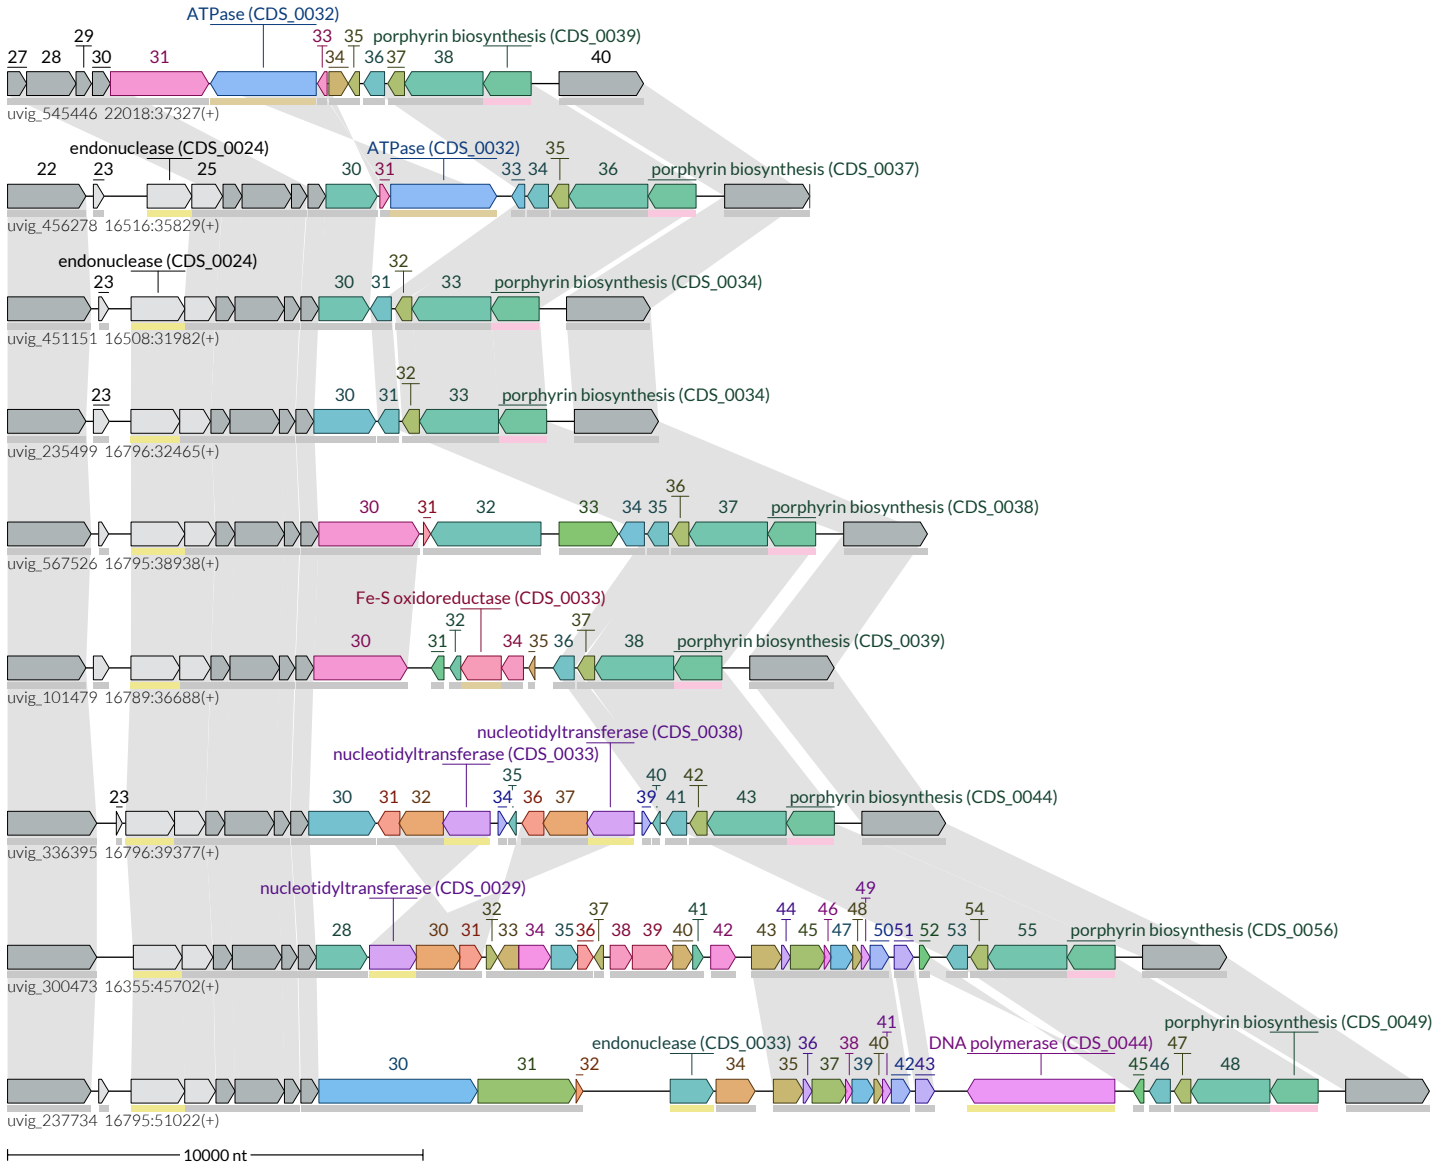 ATPase (CDS_0032)
29 33 35 porphyrin biosynthesis (CDS_0039)
27 28 30 31 34 36 37 38 40
uvig_545446 22018:37327(+)
endonuclease (CDS_0024) ATPase (CDS_0032) 35
22 23 25 30 31 33 34 36 porphyrin biosynthesis (CDS_0037)
uvig_456278 16516:35829(+)
endonuclease (CDS_0024) 32
23 30 31 33 porphyrin biosynthesis (CDS_0034)
uvig_451151 16508:31982(+)
32
23 30 31 33 porphyrin biosynthesis (CDS_0034)
uvig_235499 16796:32465(+)
36
30 31 32 33 34 35 37 porphyrin biosynthesis (CDS_0038)
uvig_567526 16795:38938(+)
Fe-S oxidoreductase (CDS_0033)
32 37
30 31 34 35 36 38 porphyrin biosynthesis (CDS_0039)
uvig_101479 16789:36688(+)
nucleotidyltransferase (CDS_0038)
nucleotidyltransferase (CDS_0033)
35 40 42
23 30 31 32 34 36 37 39 41 43 porphyrin biosynthesis (CDS_0044)
uvig_336395 16796:39377(+)
nucleotidyltransferase (CDS_0029) 49
32 37 41 44 46 48 54
28 30 31 33 34 35 36 38 39 40 42 43 45 47 50 51 52 53 55 porphyrin biosynthesis (CDS_0056)
uvig_300473 16355:45702(+)
41 porphyrin biosynthesis (CDS_0049)
endonuclease (CDS_0033) 36 38 40 DNA polymerase (CDS_0044) 47
30 31 32 34 35 37 39 42 43 45 46 48
uvig_237734 16795:51022(+)
10000 nt